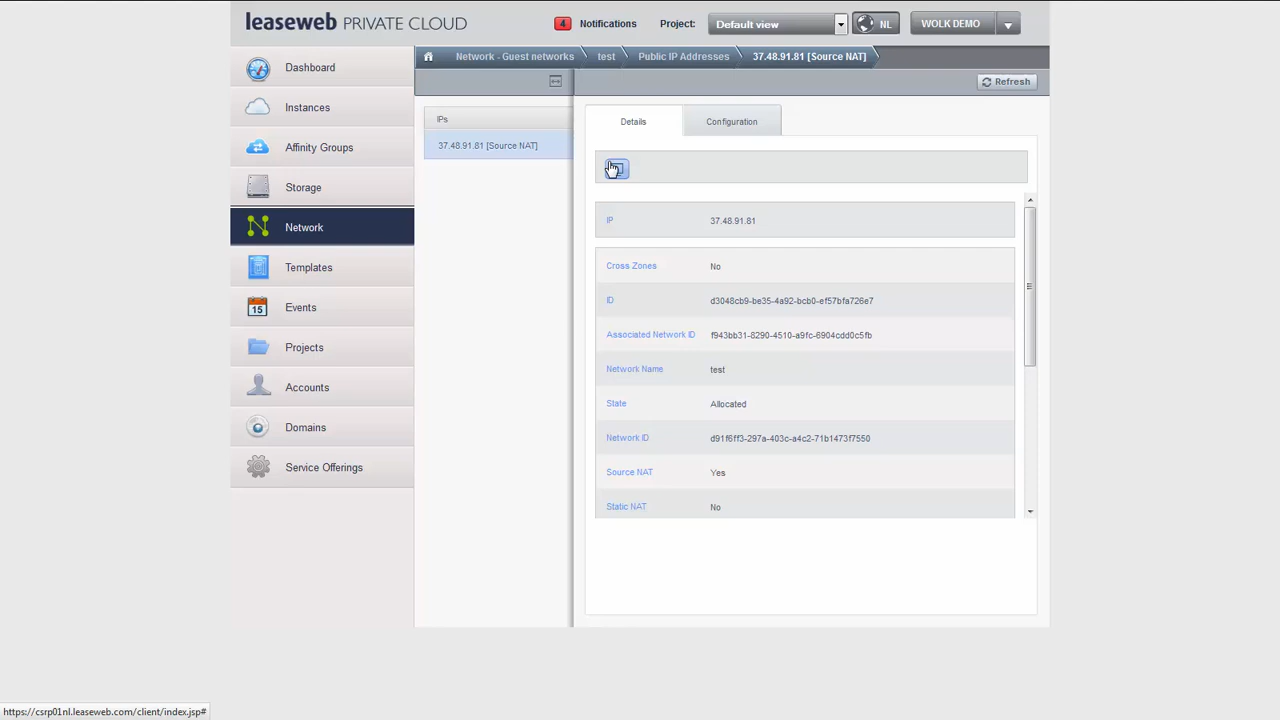 leaseweb PRIVATE CLOUD
4 Notifications Project: Default view NL WOLK DEMO
Network - Guest networks test Public IP Addresses 37.48.91.81 [Source NAT]
Refresh
Dashboard
Instances
Affinity Groups
Storage
Network
Templates
15 Events
Projects
Accounts
Domains
Service Offerings
IPs
37.48.91.81 [Source NAT]
Details Configuration
IP 37.48.91.81
Cross Zones No
ID d3048cb9-be35-4a92-bcb0-ef57bfa726e7
Associated Network ID f943bb31-8290-4510-a9fc-6904cdd0c5fb
Network Name test
State Allocated
Network ID d91f6ff3-297a-403c-a4c2-71b1473f7550
Source NAT Yes
Static NAT No
https://csrp01nl.leaseweb.com/client/index.jsp#